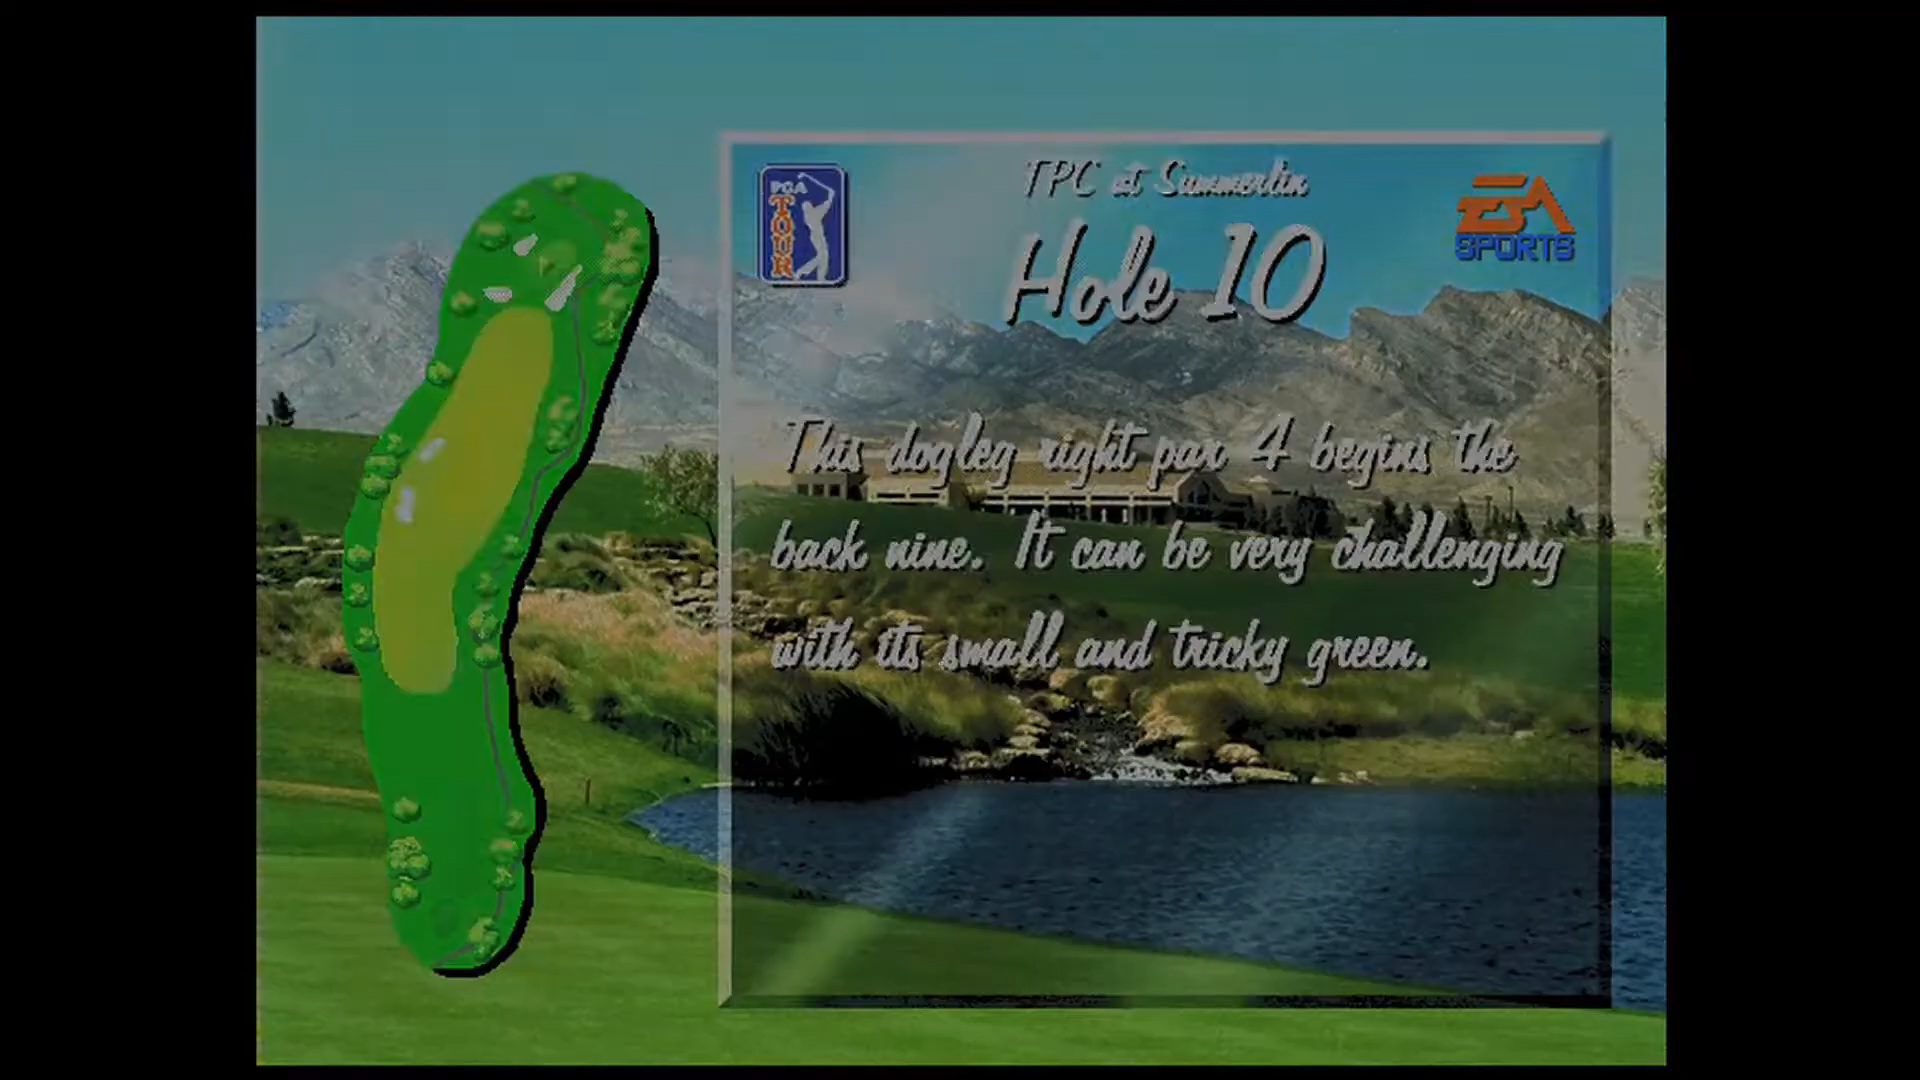 PGA
TOUR
TPC at Summerlin
EA
SPORTS
Hole 10
This dogleg right par 4 begins the
back nine. It can be very challenging
with its small and tricky green.